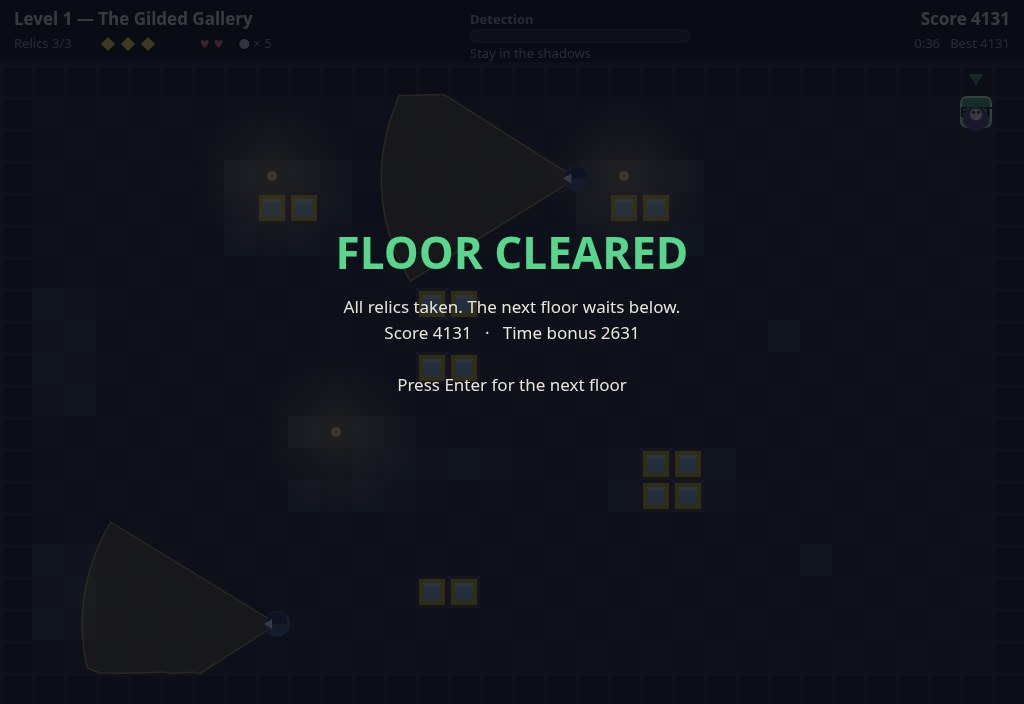 Level 1 — The Gilded Gallery
Relics 3/3
× 5
Detection
Stay in the shadows
Score 4131
0:36 Best 4131
FLOOR CLEARED
All relics taken. The next floor waits below.
Score 4131 · Time bonus 2631
Press Enter for the next floor